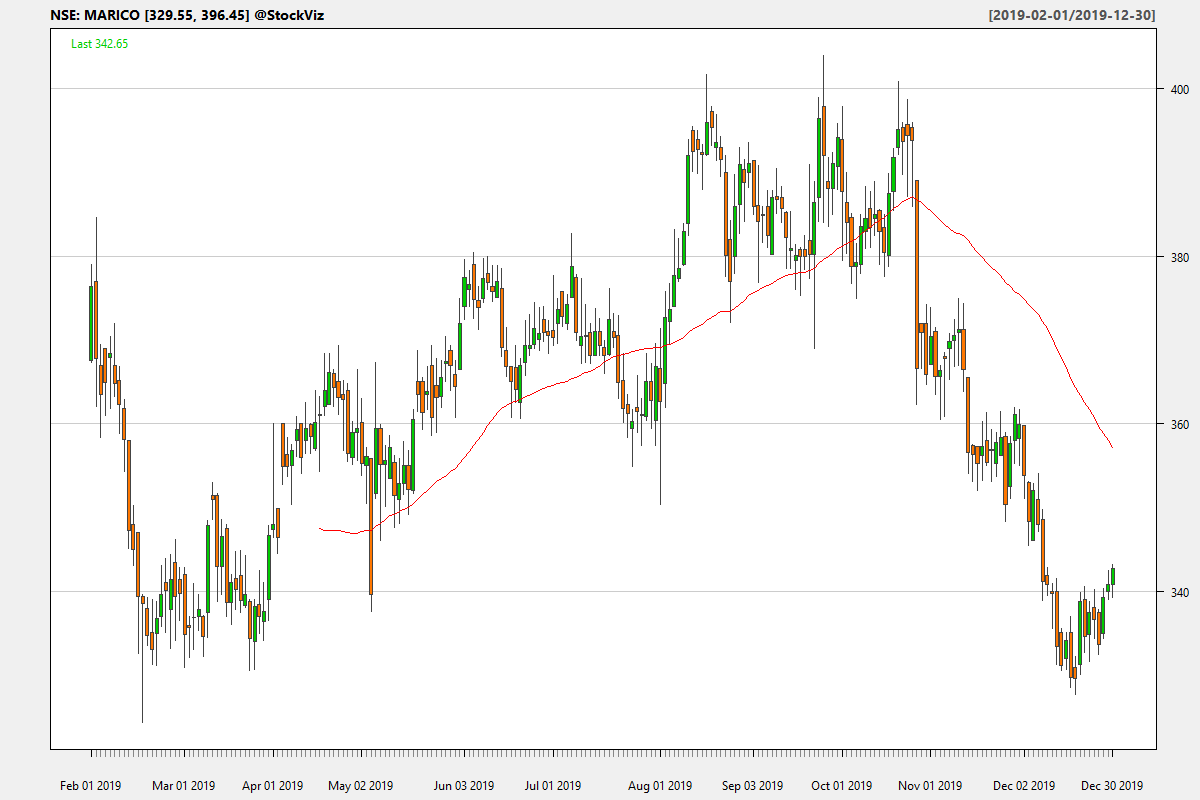 NSE: MARICO [329.55, 396.45] @StockViz
[2019-02-01/2019-12-30]
Last 342.65
400
380
360
340
Feb 01 2019
Mar 01 2019
Apr 01 2019
May 02 2019
Jun 03 2019
Jul 01 2019
Aug 01 2019
Sep 03 2019
Oct 01 2019
Nov 01 2019
Dec 02 2019
Dec 30 2019